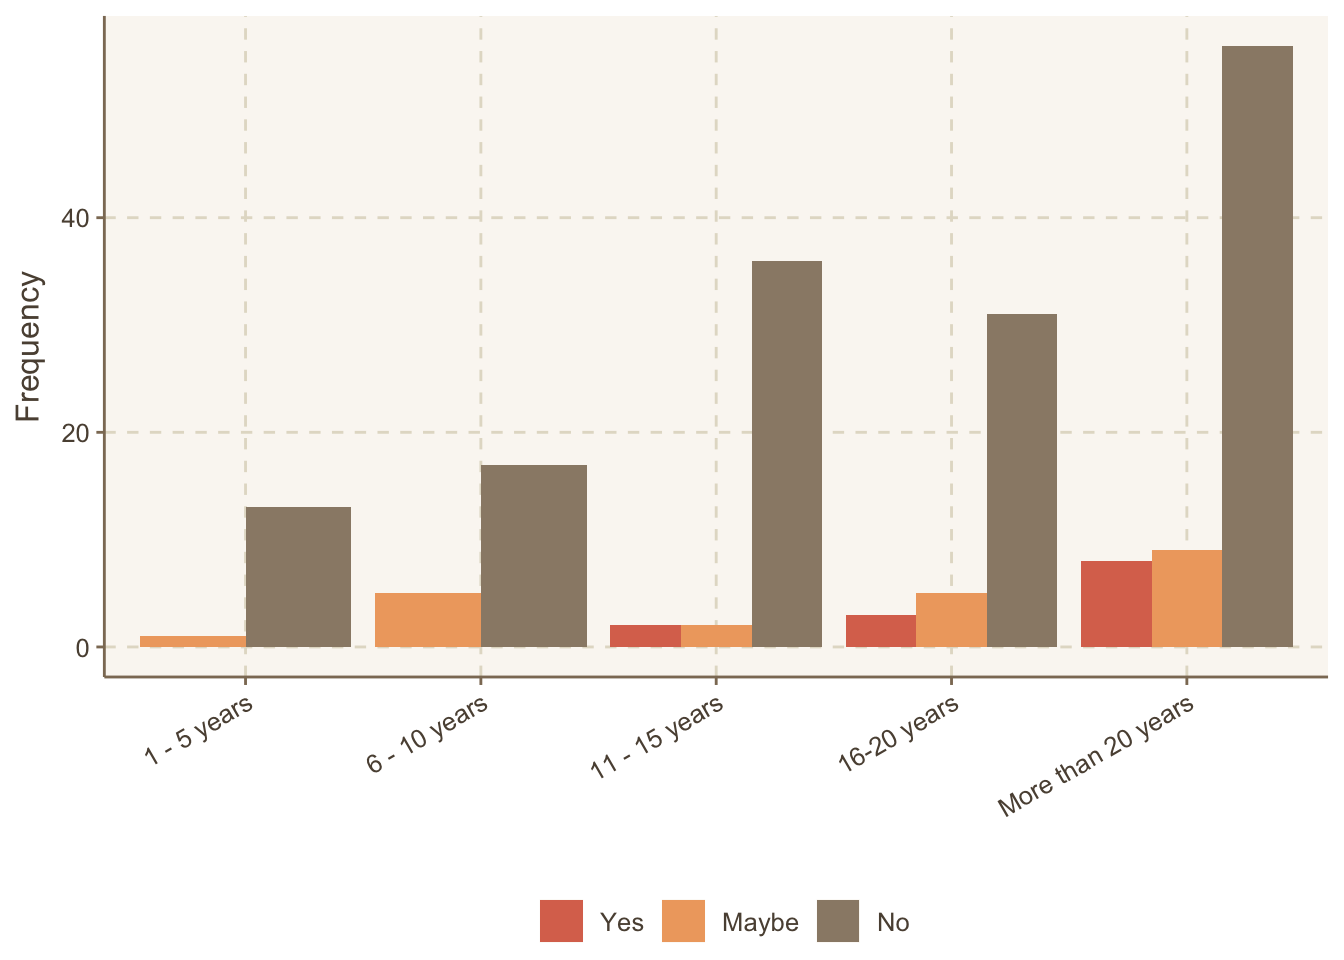 Frequency
40
20
0
1 - 5 years
6 - 10 years
11 - 15 years
16-20 years
More than 20 years
Yes
Maybe
No